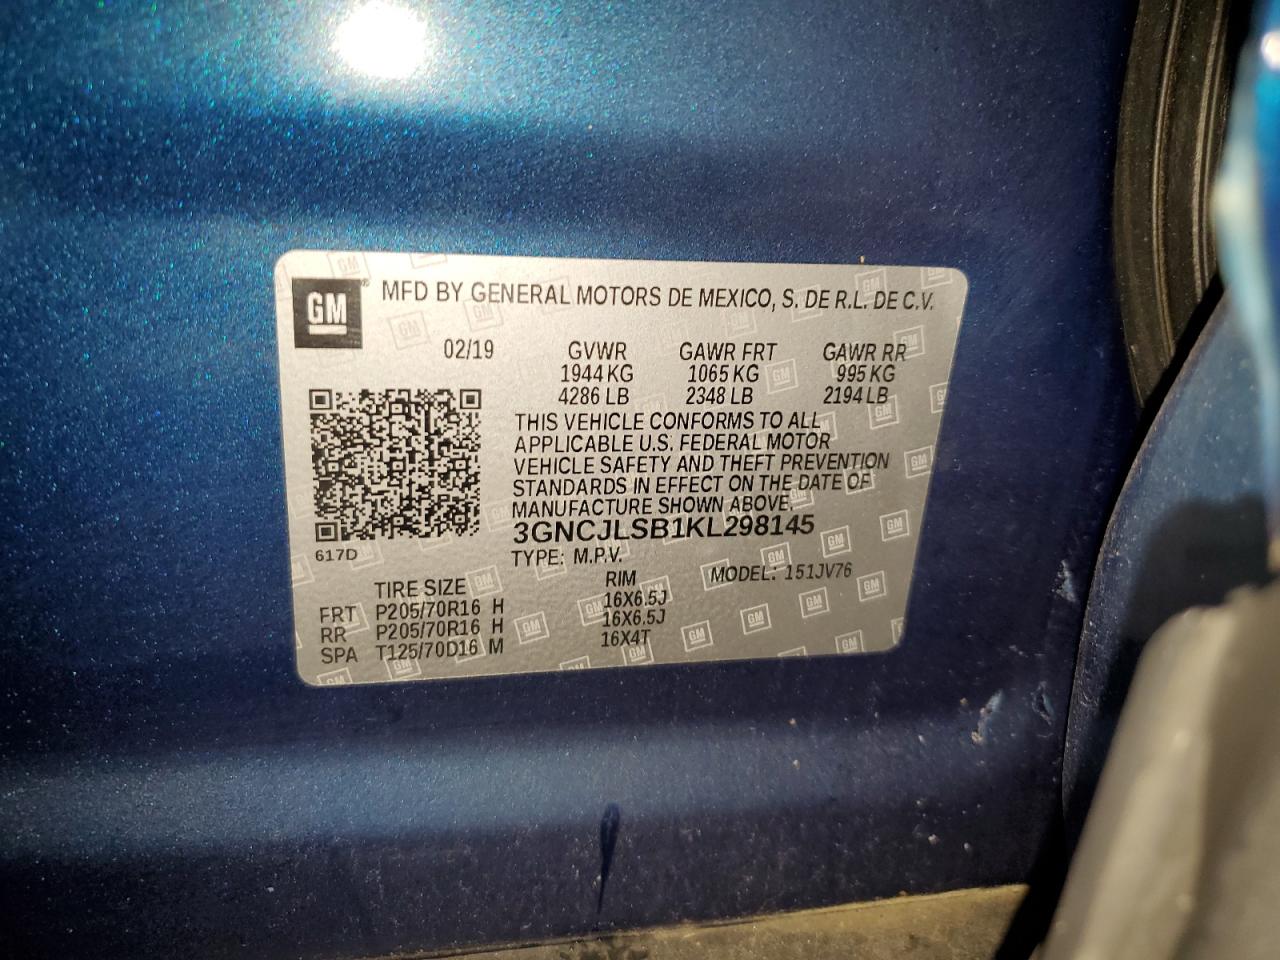 GM
MFD BY GENERAL MOTORS DE MEXICO, S. DE R.L. DE C.V.
02/19 GVWR GAWR FRT GAWR RR
1944 KG 1065 KG 995 KG
4286 LB 2348 LB 2194 LB
THIS VEHICLE CONFORMS TO ALL
APPLICABLE U.S. FEDERAL MOTOR
VEHICLE SAFETY AND THEFT PREVENTION
STANDARDS IN EFFECT ON THE DATE OF
MANUFACTURE SHOWN ABOVE.
3GNCJLSB1KL298145
617D
TYPE: M.P.V. MODEL: 151JV76
TIRE SIZE RIM
FRT P205/70R16 H 16X6.5J
RR P205/70R16 H 16X6.5J
SPA T125/70D16 M 16X4T